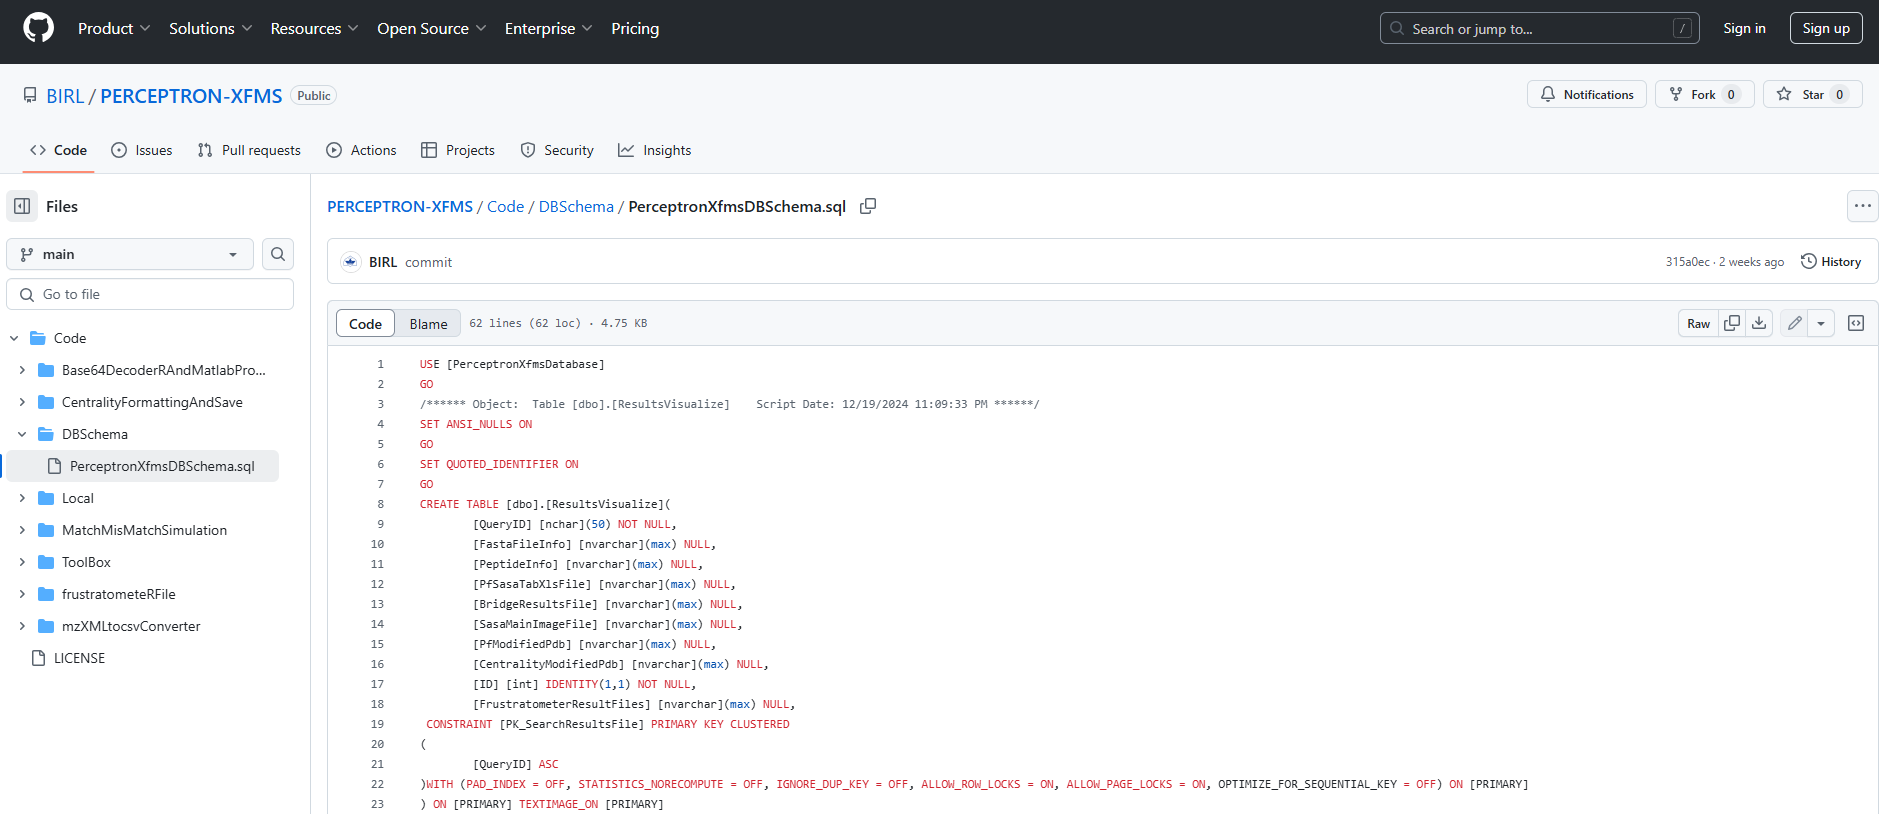 Product Solutions Resources Open Source Enterprise Pricing Search or jump to... / Sign in Sign up
BIRL / PERCEPTRON-XFMS Public Notifications Fork 0 Star 0
Code Issues Pull requests Actions Projects Security Insights
Files
main
Go to file
Code
Base64DecoderRAndMatlabPro...
CentralityFormattingAndSave
DBSchema
PerceptronXfmsDBSchema.sql
Local
MatchMisMatchSimulation
ToolBox
frustratometeRFile
mzXMLtocsvConverter
LICENSE
PERCEPTRON-XFMS / Code / DBSchema / PerceptronXfmsDBSchema.sql
BIRL commit 315a0ec · 2 weeks ago History
Code Blame 62 lines (62 loc) · 4.75 KB Raw
1 USE [PerceptronXfmsDatabase]
2 GO
3 /****** Object:  Table [dbo].[ResultsVisualize]    Script Date: 12/19/2024 11:09:33 PM ******/
4 SET ANSI_NULLS ON
5 GO
6 SET QUOTED_IDENTIFIER ON
7 GO
8 CREATE TABLE [dbo].[ResultsVisualize](
9 [QueryID] [nchar](50) NOT NULL,
10 [FastaFileInfo] [nvarchar](max) NULL,
11 [PeptideInfo] [nvarchar](max) NULL,
12 [PfSasaTabXlsFile] [nvarchar](max) NULL,
13 [BridgeResultsFile] [nvarchar](max) NULL,
14 [SasaMainImageFile] [nvarchar](max) NULL,
15 [PfModifiedPdb] [nvarchar](max) NULL,
16 [CentralityModifiedPdb] [nvarchar](max) NULL,
17 [ID] [int] IDENTITY(1,1) NOT NULL,
18 [FrustratometerResultFiles] [nvarchar](max) NULL,
19 CONSTRAINT [PK_SearchResultsFile] PRIMARY KEY CLUSTERED
20 (
21 [QueryID] ASC
22 )WITH (PAD_INDEX = OFF, STATISTICS_NORECOMPUTE = OFF, IGNORE_DUP_KEY = OFF, ALLOW_ROW_LOCKS = ON, ALLOW_PAGE_LOCKS = ON, OPTIMIZE_FOR_SEQUENTIAL_KEY = OFF) ON [PRIMARY]
23 ) ON [PRIMARY] TEXTIMAGE_ON [PRIMARY]